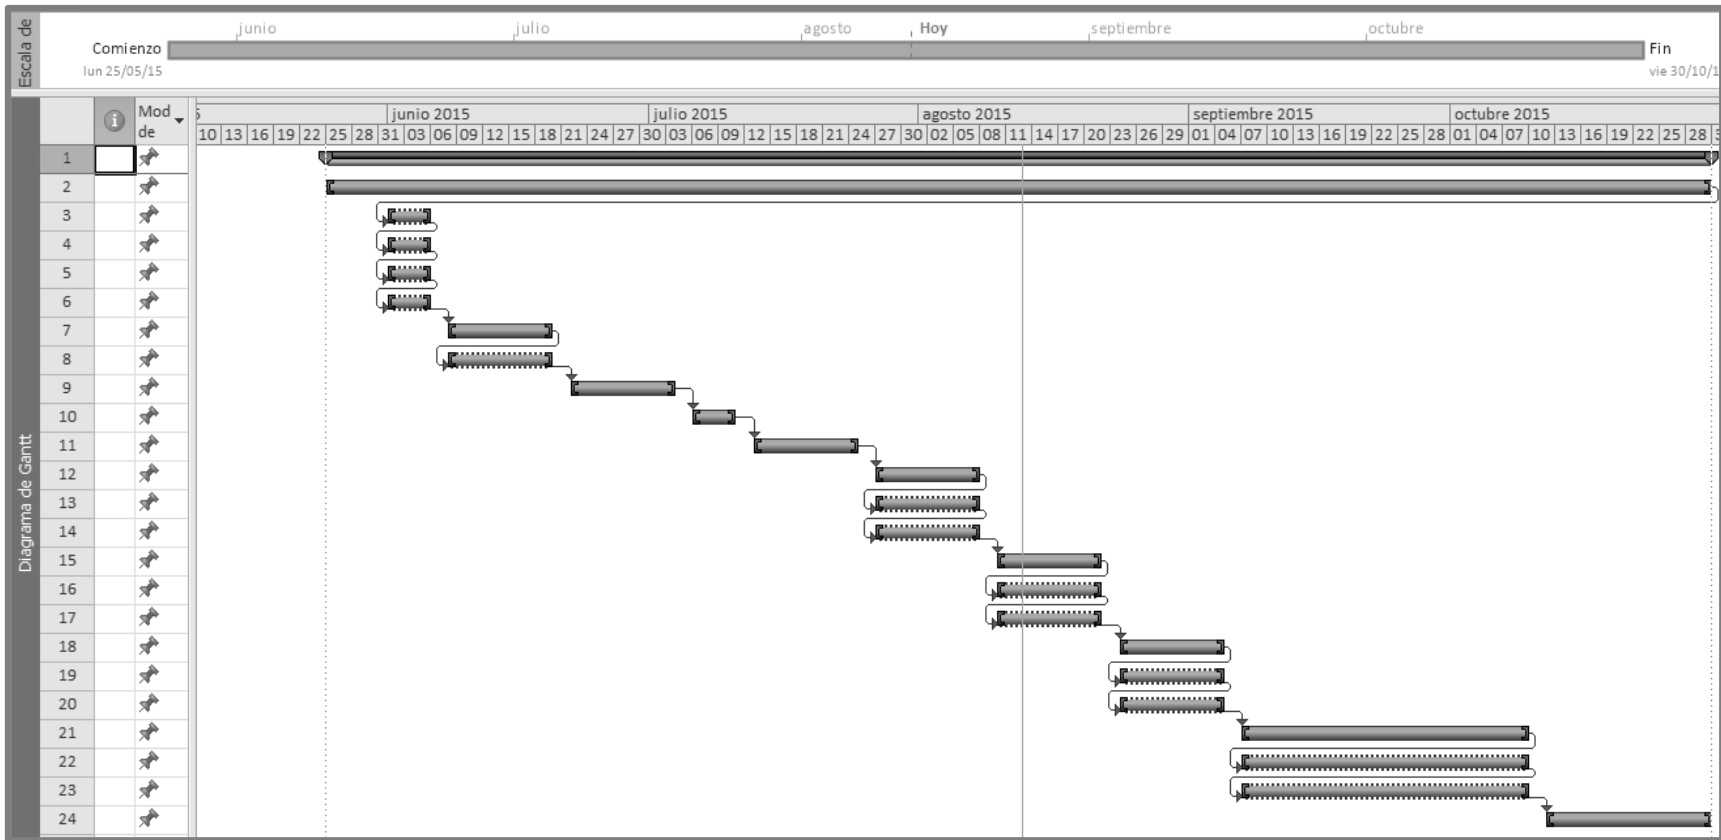 Escala de
junio julio agosto Hoy septiembre octubre
Comienzo Fin
lun 25/05/15 vie 30/10/1
Mod
de
5 junio 2015 julio 2015 agosto 2015 septiembre 2015 octubre 2015
10 13 16 19 22 25 28 31 03 06 09 12 15 18 21 24 27 30 03 06 09 12 15 18 21 24 27 30 02 05 08 11 14 17 20 23 26 29 01 04 07 10 13 16 19 22 25 28 01 04 07 10 13 16 19 22 25 28 3
Diagrama de Gantt
1
2
3
4
5
6
7
8
9
10
11
12
13
14
15
16
17
18
19
20
21
22
23
24